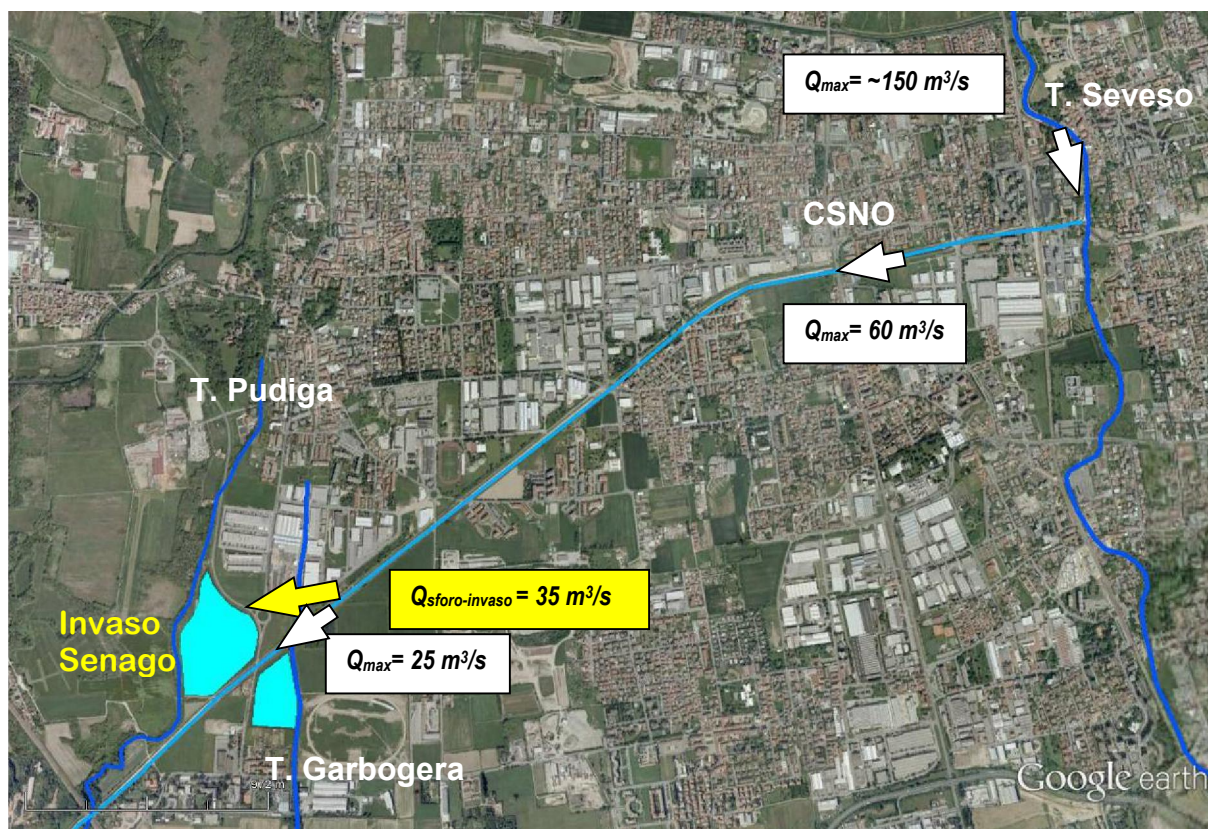 Qmax= ~150 m³/s
T. Seveso
CSNO
Qmax= 60 m³/s
T. Pudiga
Qsforo-invaso = 35 m³/s
Invaso
Senago
Qmax= 25 m³/s
T. Garbogera
Google earth